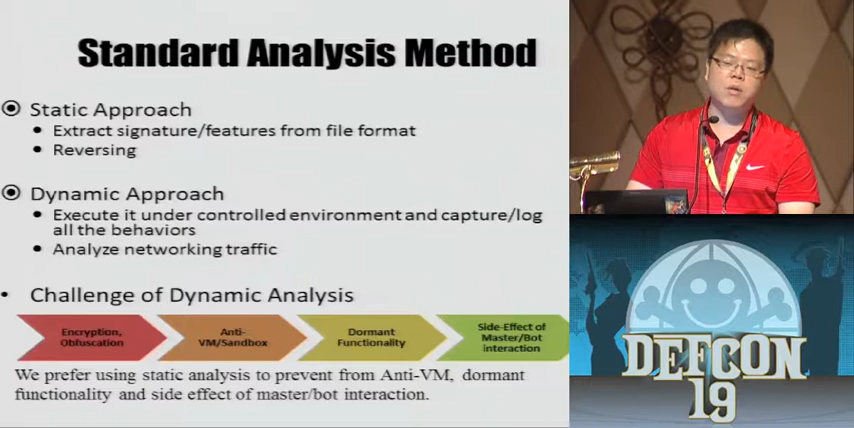 Standard Analysis Method
Static Approach
Extract signature/features from file format
Reversing
Dynamic Approach
Execute it under controlled environment and capture/log
all the behaviors
Analyze networking traffic
Challenge of Dynamic Analysis
Encryption,
Obfuscation
Anti-
VM/Sandbox
Dormant
Functionality
Side-Effect of
Master/Bot
interaction
We prefer using static analysis to prevent from Anti-VM, dormant
functionality and side effect of master/bot interaction.
DEFCON
19